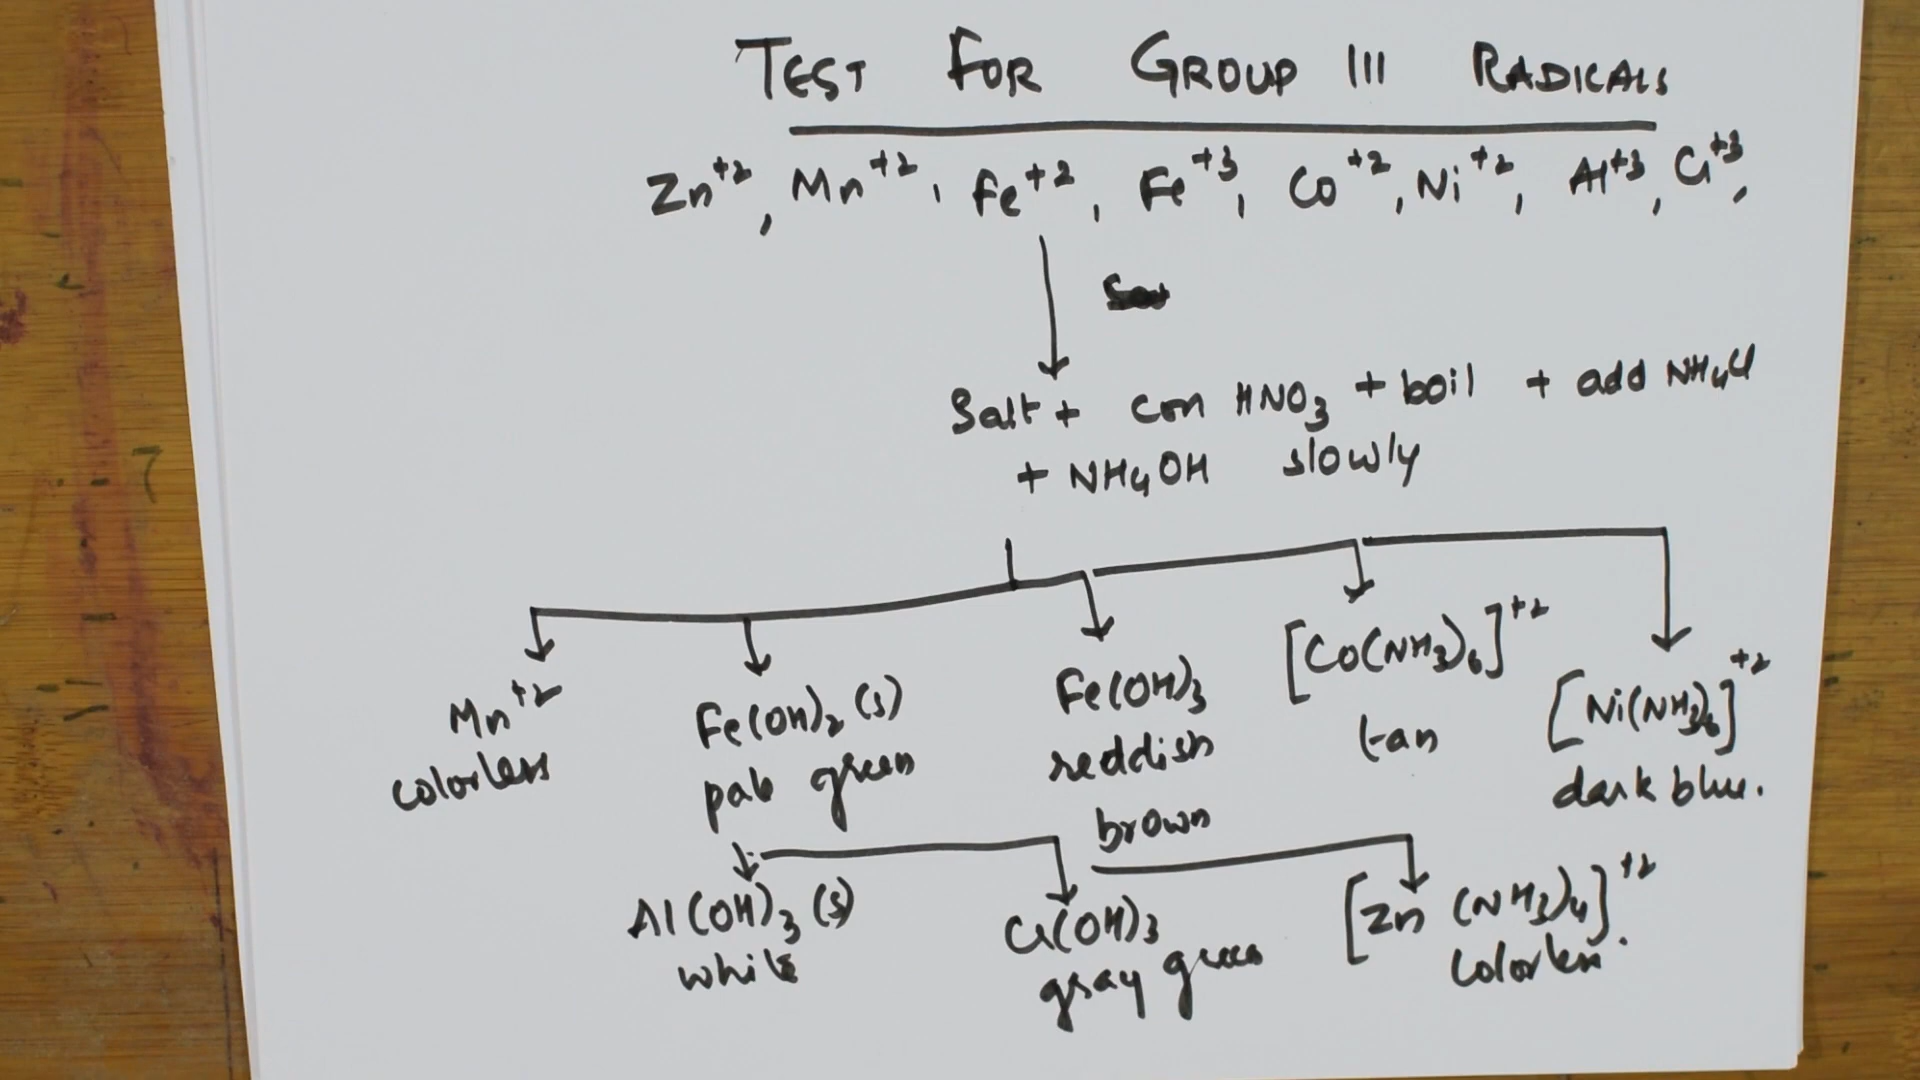 TEST FOR GROUP III RADICALS
Zn+2, Mn+2, Fe+2, Fe+3, Co+2, Ni+2, Al+3, Cr+3,
Salt + con HNO3 + boil + add NH4Cl
+ NH4OH slowly
Mn+2
colorless
Fe(OH)2 (s)
pale green
Fe(OH)3
reddish
brown
[Co(NH3)6]+2
tan
[Ni(NH3)6]+2
dark blue.
Al(OH)3 (s)
white
Cr(OH)3
gray green
[Zn (NH3)4]+2
colorless.